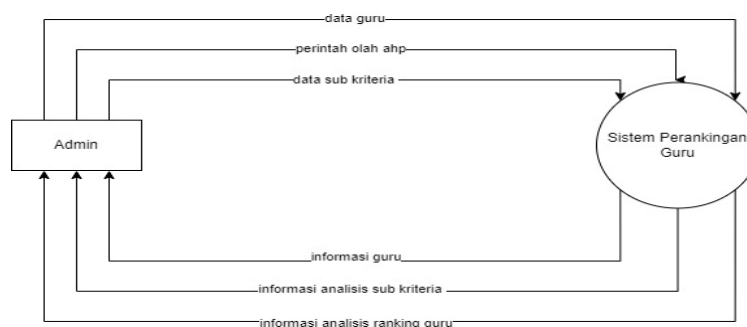 data guru
perintah olah ahp
data sub kriteria
Admin
Sistem Perankingan
Guru
informasi guru
informasi analisis sub kriteria
informasi analisis ranking guru